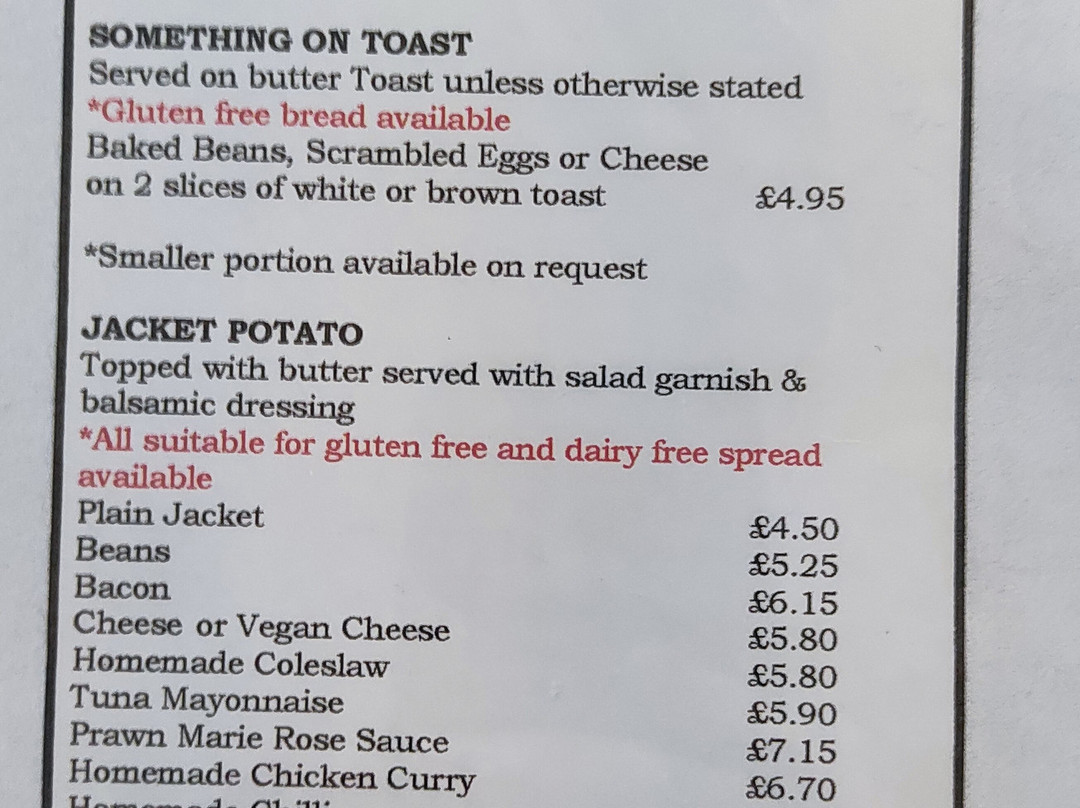 SOMETHING ON TOAST
Served on butter Toast unless otherwise stated
*Gluten free bread available
Baked Beans, Scrambled Eggs or Cheese
on 2 slices of white or brown toast £4.95
*Smaller portion available on request
JACKET POTATO
Topped with butter served with salad garnish &
balsamic dressing
*All suitable for gluten free and dairy free spread
available
Plain Jacket £4.50
Beans £5.25
Bacon £6.15
Cheese or Vegan Cheese £5.80
Homemade Coleslaw £5.80
Tuna Mayonnaise £5.90
Prawn Marie Rose Sauce £7.15
Homemade Chicken Curry £6.70